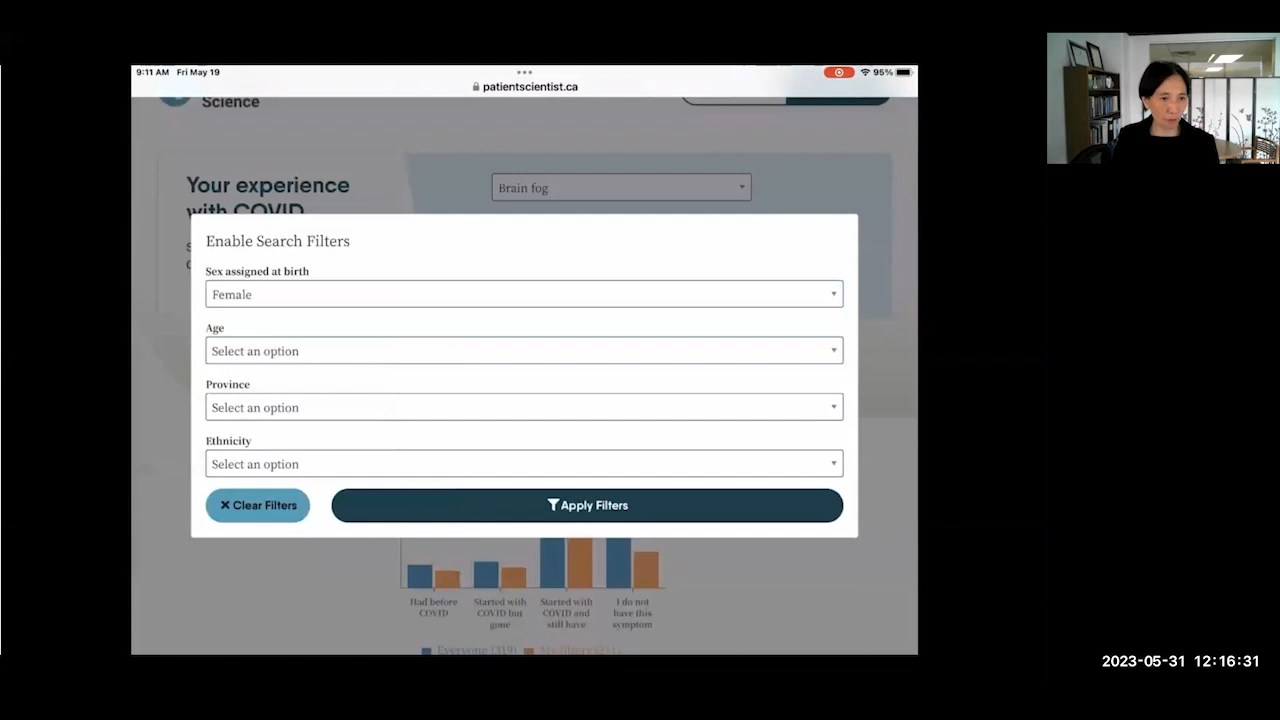 9:11 AM Fri May 19
95%
patientscientist.ca
Science
Your experience
with COVID
Brain fog
Enable Search Filters
Sex assigned at birth
Female
Age
Select an option
Province
Select an option
Ethnicity
Select an option
Clear Filters
Apply Filters
Had before
COVID
Started with
COVID but
gone
Started with
COVID and
still have
I do not
have this
symptom
Everyone (319)
2023-05-31 12:16:31